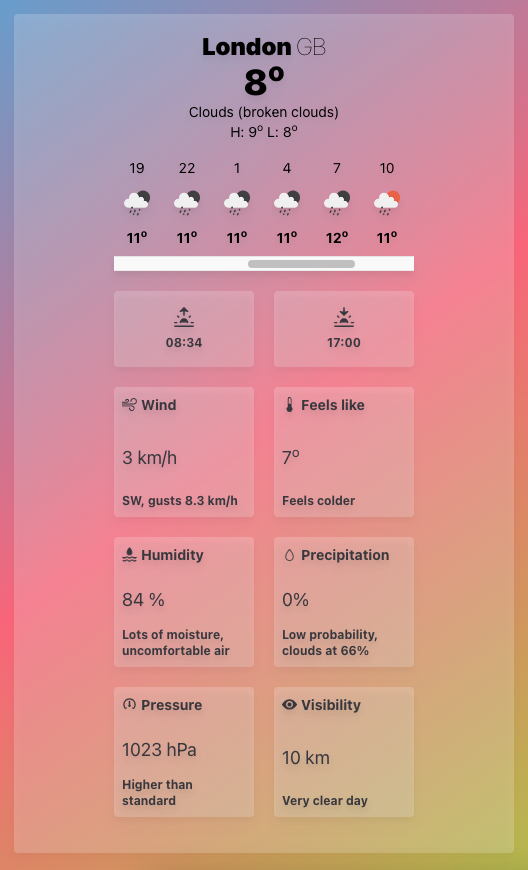 London GB
8º
Clouds (broken clouds)
H: 9º L: 8º
19 22 1 4 7 10
11º 11º 11º 11º 12º 11º
08:34 17:00
Wind
3 km/h
SW, gusts 8.3 km/h
Feels like
7º
Feels colder
Humidity
84 %
Lots of moisture,
uncomfortable air
Precipitation
0%
Low probability,
clouds at 66%
Pressure
1023 hPa
Higher than
standard
Visibility
10 km
Very clear day